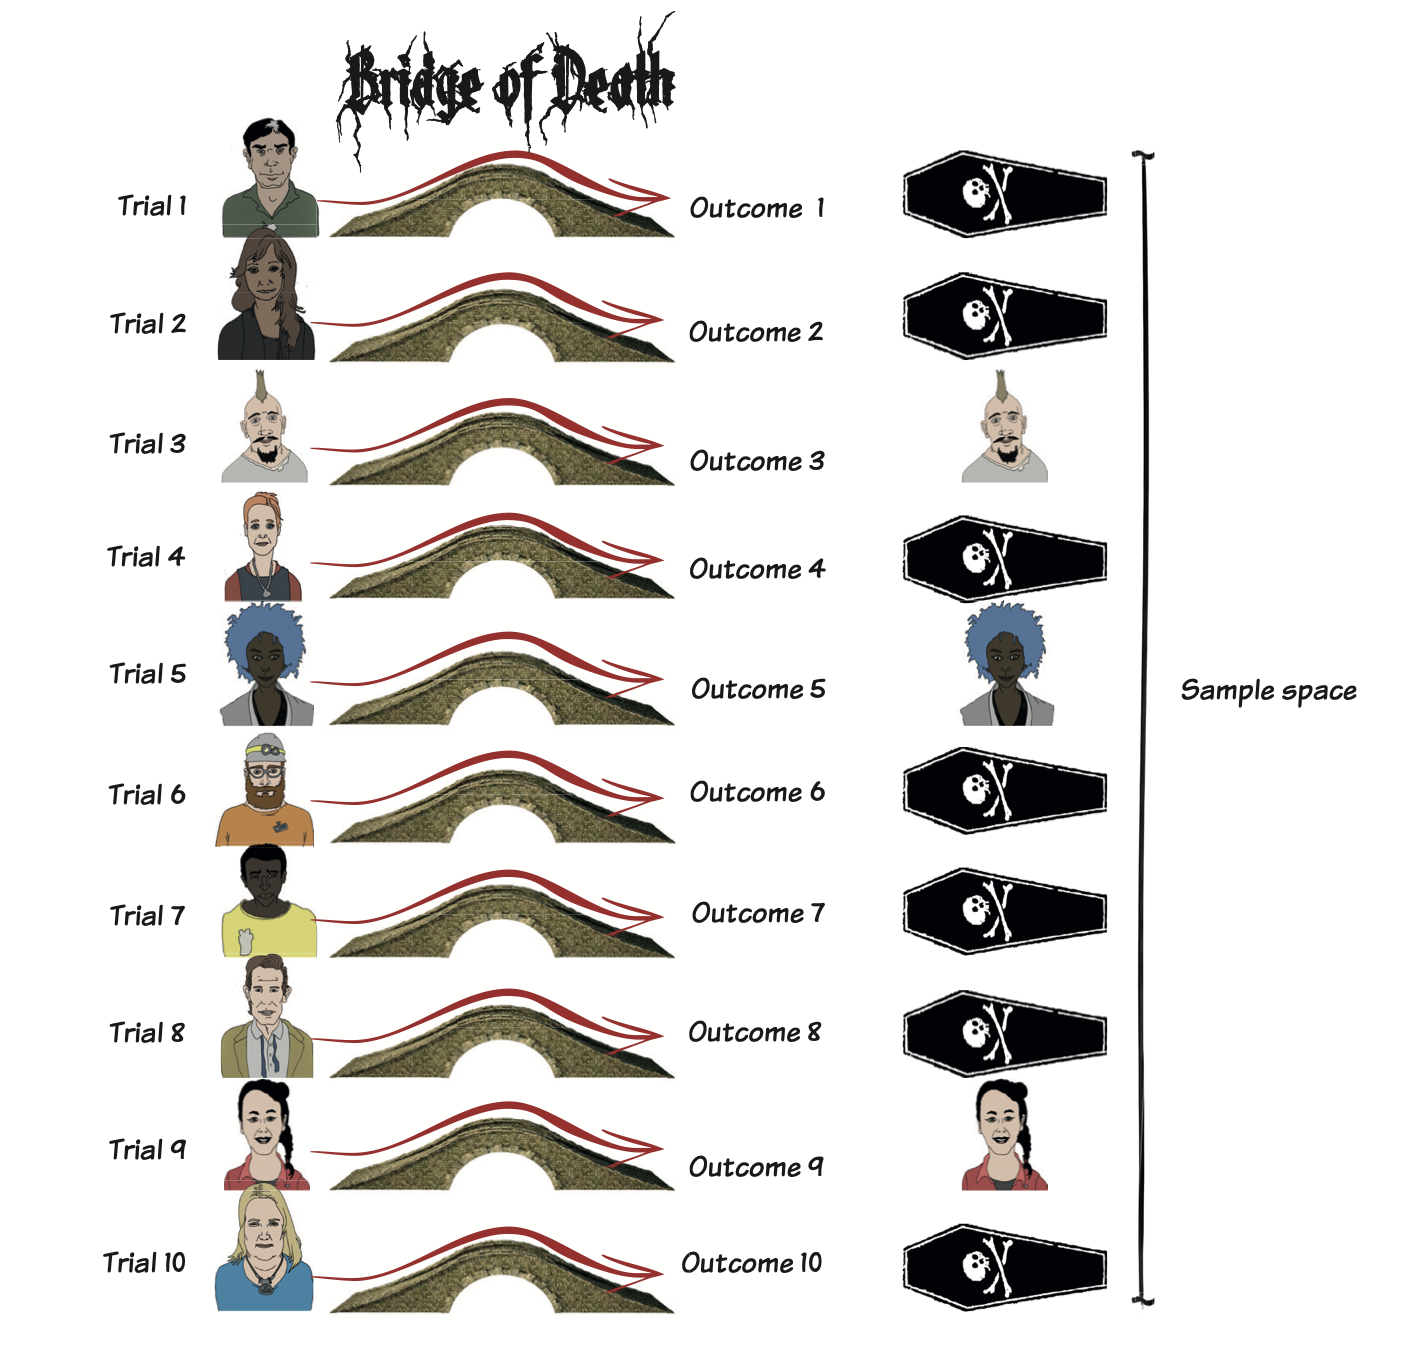 Bridge of Death
Trial 1
Outcome 1
Trial 2
Outcome 2
Trial 3
Outcome 3
Trial 4
Outcome 4
Trial 5
Outcome 5
Sample space
Trial 6
Outcome 6
Trial 7
Outcome 7
Trial 8
Outcome 8
Trial 9
Outcome 9
Trial 10
Outcome 10